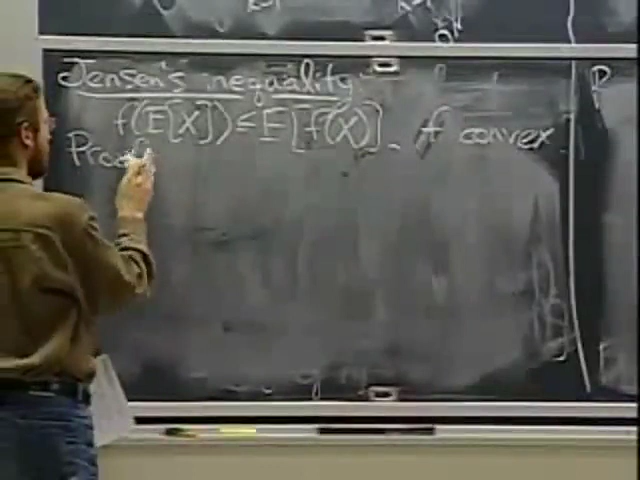 Jensen's inequality
f(E[X]) ≤ E[f(X)]. f convex
Proof